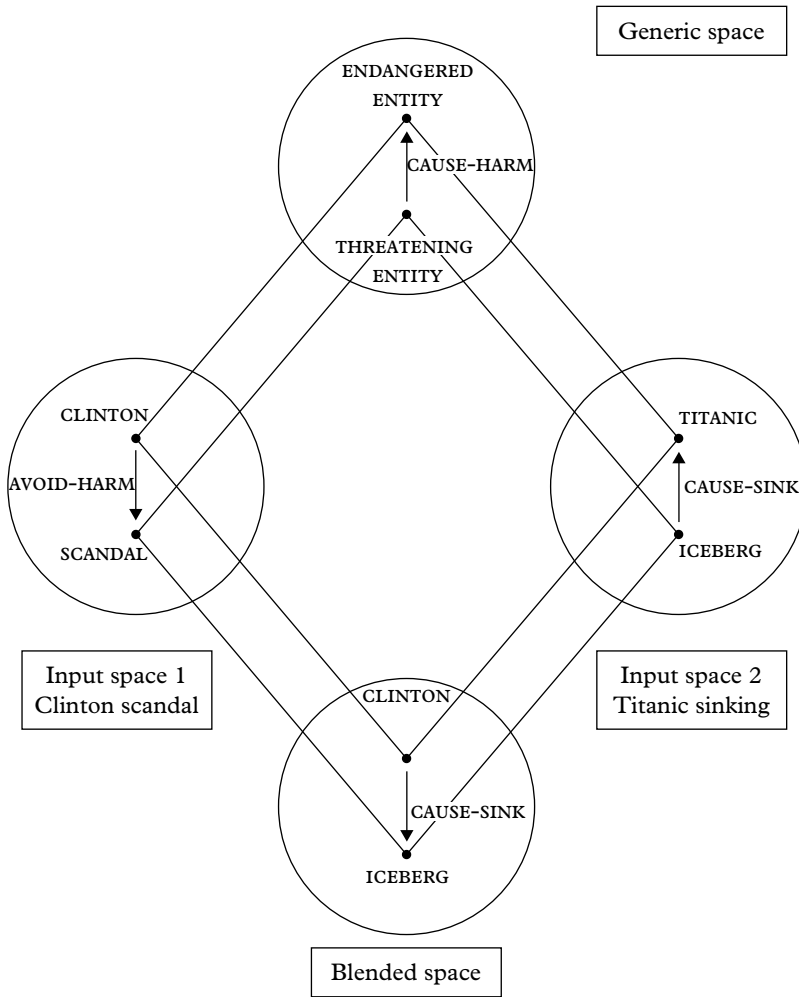 Generic space
ENDANGERED
ENTITY
CAUSE-HARM
THREATENING
ENTITY
CLINTON
AVOID-HARM
SCANDAL
TITANIC
CAUSE-SINK
ICEBERG
Input space 1
Clinton scandal
Input space 2
Titanic sinking
CLINTON
CAUSE-SINK
ICEBERG
Blended space